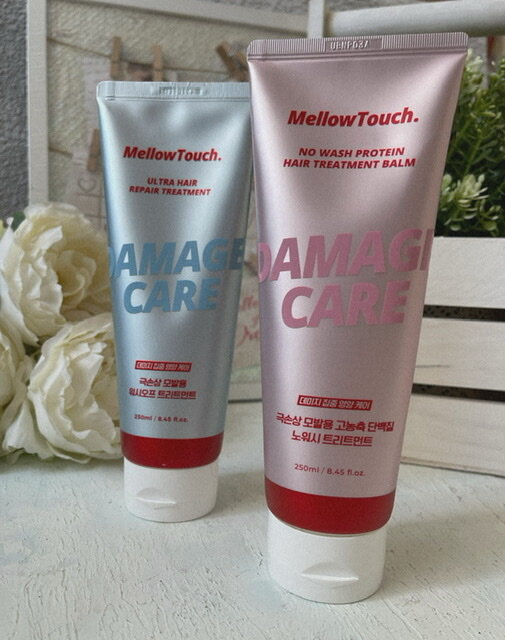 MellowTouch.
ULTRA HAIR
REPAIR TREATMENT
DAMAGE
CARE
데미지 집중 영양 케어
극손상 모발용
워시오프 트리트먼트
250ml / 8.45 fl.oz.
MellowTouch.
NO WASH PROTEIN
HAIR TREATMENT BALM
DAMAGE
CARE
데미지 집중 영양 케어
극손상 모발용 고농축 단백질
노워시 트리트먼트
250ml / 8.45 fl.oz.